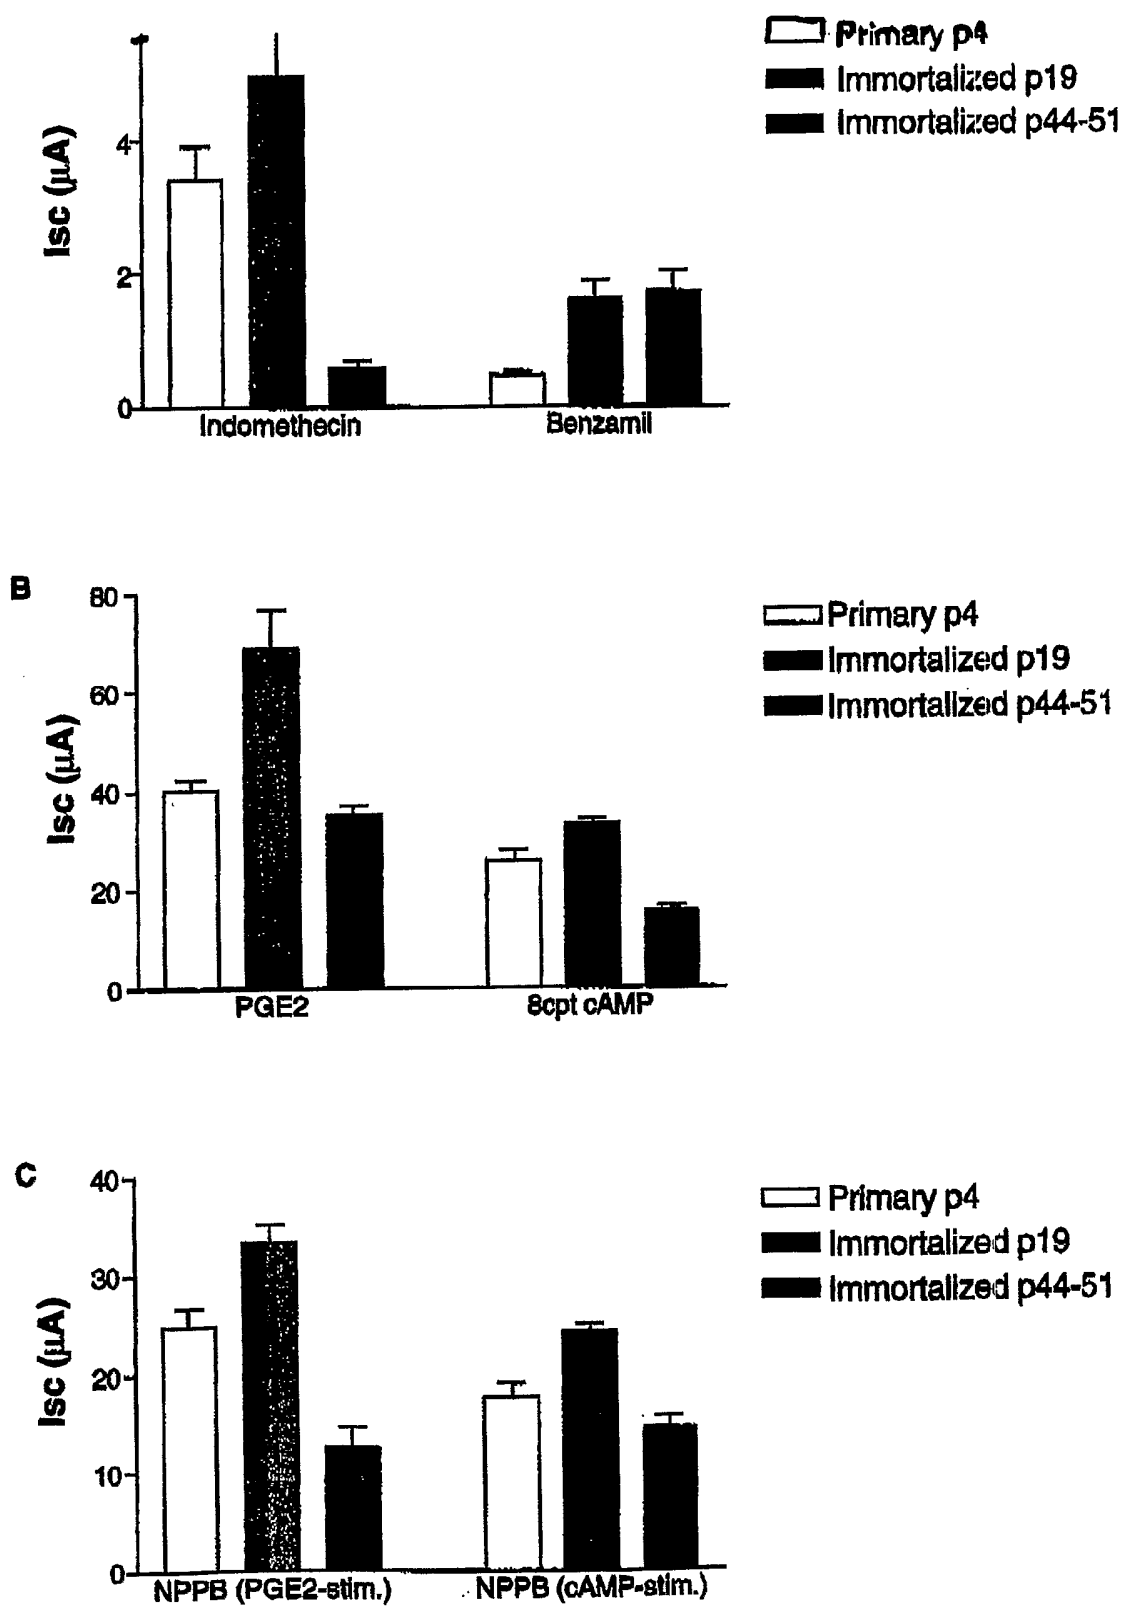 Primary p4
Immortalized p19
Immortalized p44-51
Isc (µA)
4
2
0
Indomethecin
Benzamil
B
Primary p4
Immortalized p19
Immortalized p44-51
Isc (µA)
80
60
40
20
0
PGE2
8cpt cAMP
C
Primary p4
Immortalized p19
Immortalized p44-51
Isc (µA)
40
30
20
10
0
NPPB (PGE2-stim.)
NPPB (cAMP-stim.)